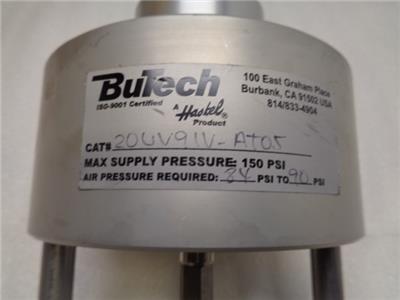 BuTech
ISO-9001 Certified
A Haskel
Product
100 East Graham Place
Burbank, CA 91502 USA
814/833-4904
CAT# 20UV91V-AT05
MAX SUPPLY PRESSURE: 150 PSI
AIR PRESSURE REQUIRED: 34 PSI TO 90 PSI